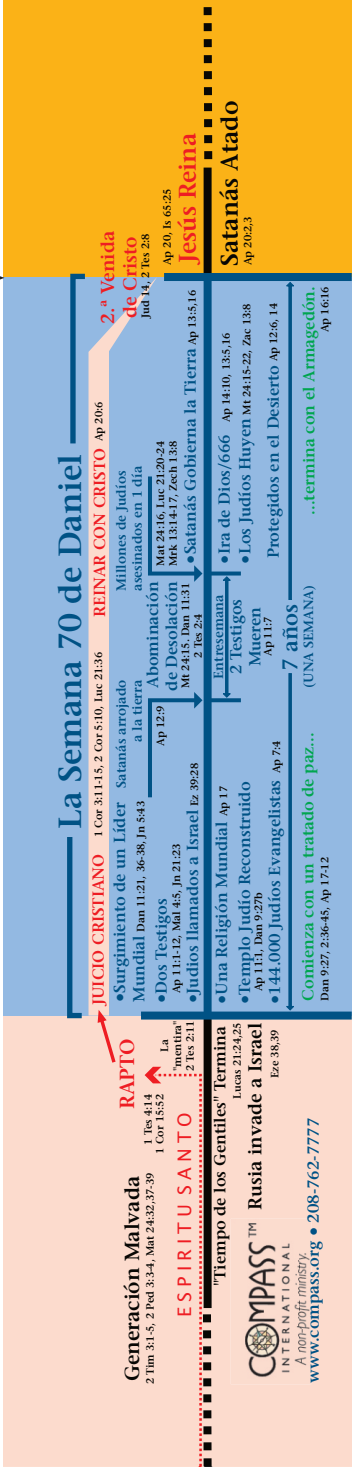 La Semana 70 de Daniel
Generación Malvada
2 Tim 3:1-5, 2 Ped 3:3-4, Mat 24:32,37-39
RAPTO
1 Tes 4:14
1 Cor 15:52
La
"mentira"
2 Tes 2:11
ESPIRITU SANTO
"Tiempo de los Gentiles" Termina
Lucas 21:24,25
Rusia invade a Israel
Eze 38,39
COMPASS™
INTERNATIONAL
A non-profit ministry.
www.compass.org • 208-762-7777
JUICIO CRISTIANO 1 Cor 3:11-15, 2 Cor 5:10, Luc 21:36
REINAR CON CRISTO Ap 20:6
•Surgimiento de un Líder
Mundial Dan 11:21, 36-38, Jn 5:43
•Dos Testigos
Ap 11:1-12, Mal 4:5, Jn 21:23
•Judios llamados a Israel Ez 39:28
Satanás arrojado
a la tierra
Ap 12:9
Abominación
de Desolación
Mt 24:15, Dan 11:31
2 Tes 2:4
Millones de Judíos
asesinados en 1 día
Mat 24:16, Luc 21:20-24
Mrk 13:14-17, Zech 13:8
•Satanás Gobierna la Tierra Ap 13:5,16
•Una Religión Mundial Ap 17
•Templo Judío Reconstruido
Ap 11:1, Dan 9:27b
•144.000 Judíos Evangelistas Ap 7:4
Entresemana
2 Testigos
Mueren
Ap 11:7
•Ira de Dios/666 Ap 14:10, 13:5,16
•Los Judíos Huyen Mt 24:15-22, Zac 13:8
Protegidos en el Desierto Ap 12:6, 14
7 años
(UNA SEMANA)
Comienza con un tratado de paz...
Dan 9:27, 2:36-45, Ap 17-12
...termina con el Armagedón.
Ap 16:16
2.ª Venida
de Cristo
Jud 14, 2 Tes 2:8
Ap 20, Is 65:25
Jesús Reina
Satanás Atado
Ap 20:2,3